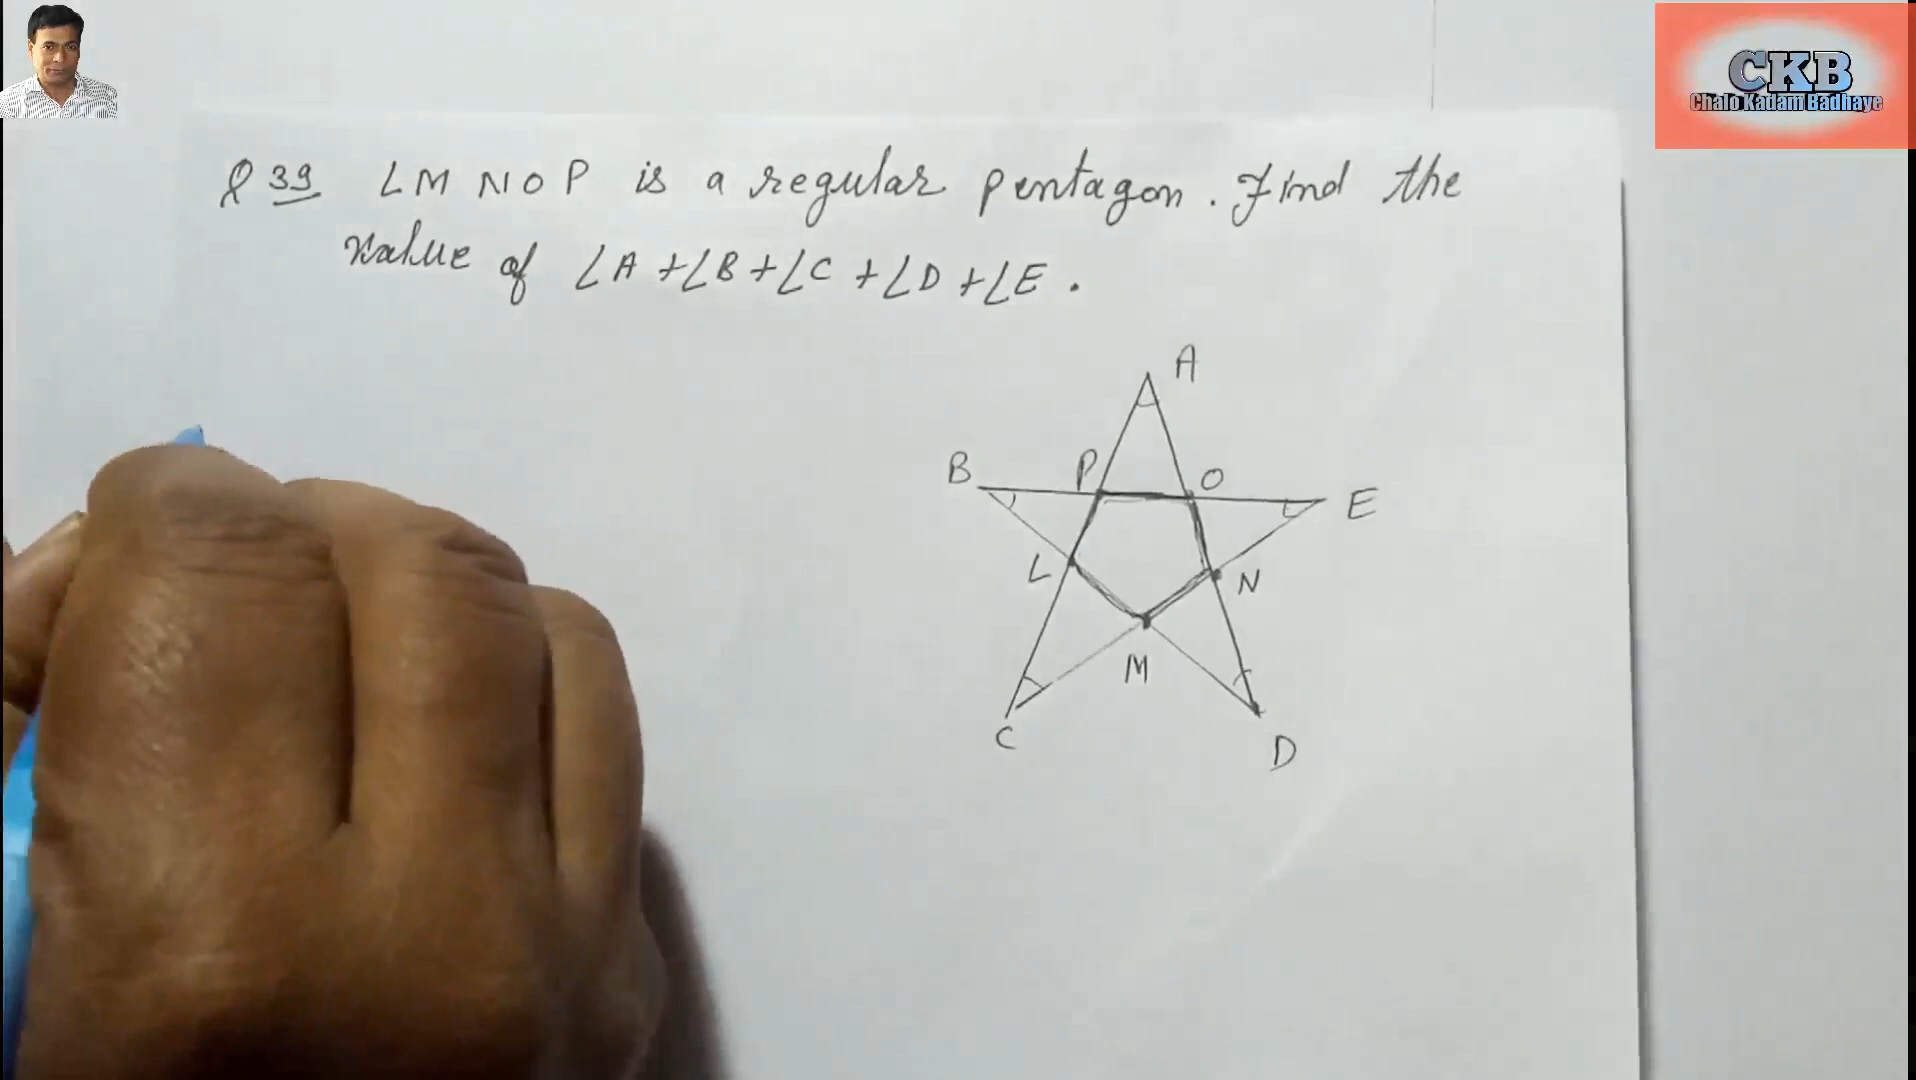 CKB
Chalo Kadam Badhaye
Q 39 LMNOP is a regular pentagon. Find the
value of ∠A+∠B+∠C+∠D+∠E.
A
B P O E
L N
M
C D